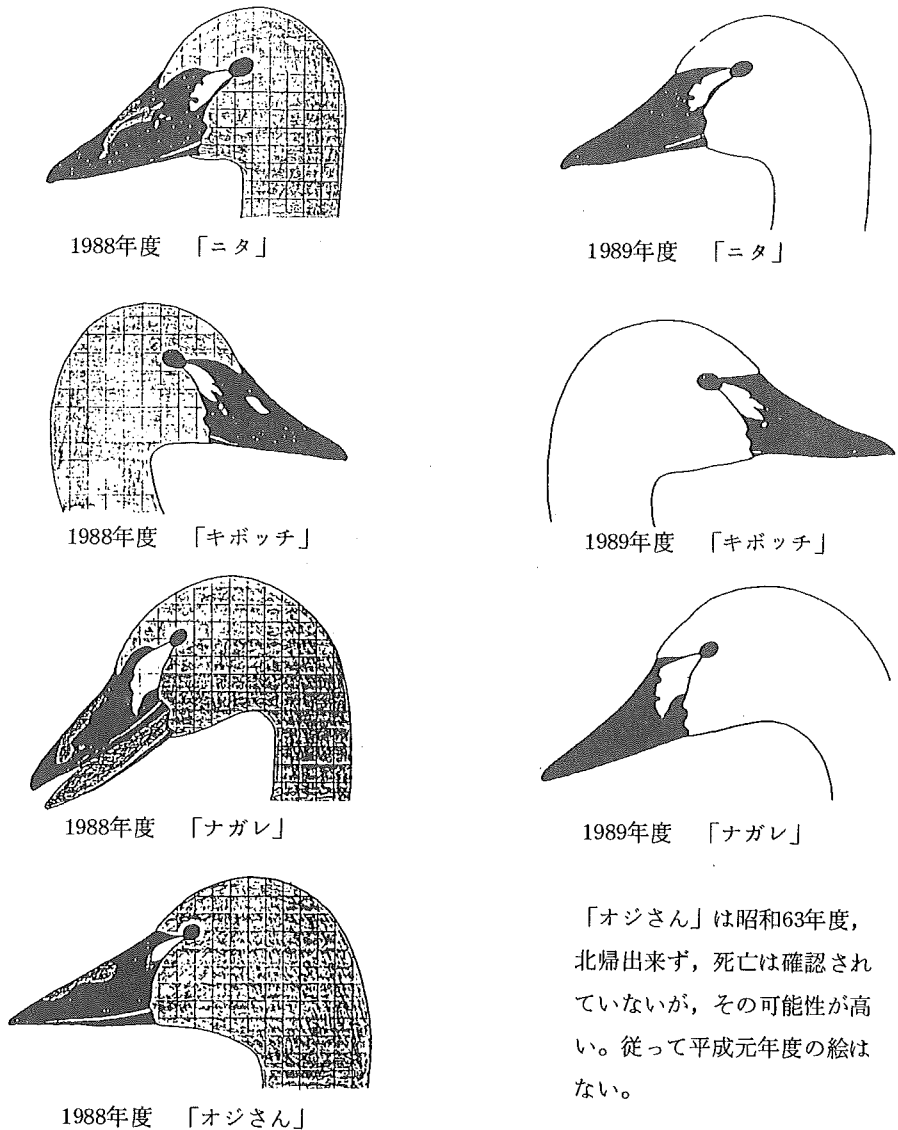 1988年度 「ニタ」
1989年度 「ニタ」
1988年度 「キボッチ」
1989年度 「キボッチ」
1988年度 「ナガレ」
1989年度 「ナガレ」
「オジさん」は昭和63年度,
北帰出来ず, 死亡は確認され
ていないが, その可能性が高
い。従って平成元年度の絵は
ない。
1988年度 「オジさん」